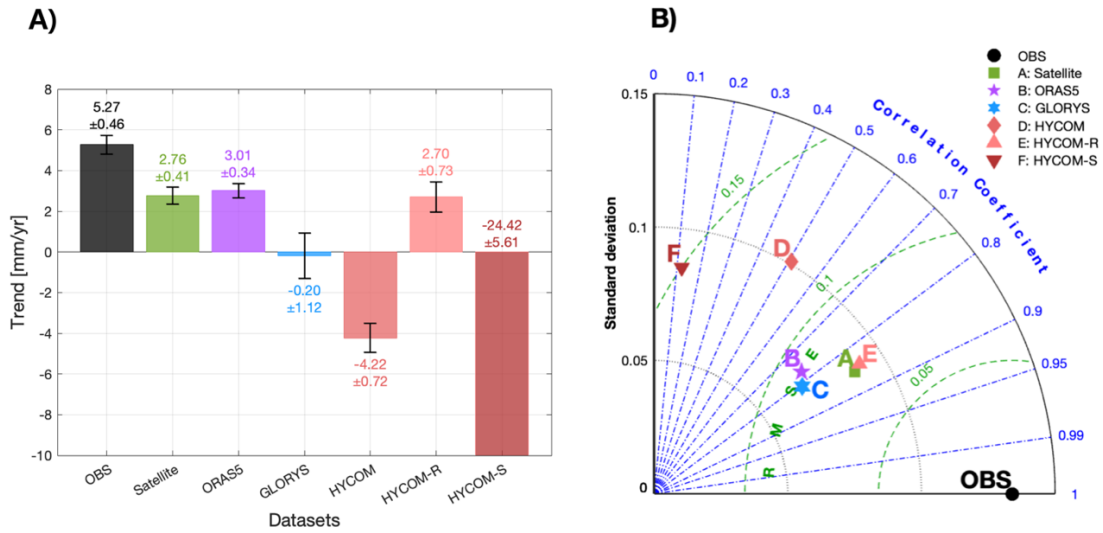 A)
8
6
4
2
0
-2
-4
-6
-8
-10
Trend [mm/yr]
5.27
±0.46
2.76
±0.41
3.01
±0.34
-0.20
±1.12
-4.22
±0.72
2.70
±0.73
-24.42
±5.61
OBS
Satellite
ORAS5
GLORYS
HYCOM
HYCOM-R
HYCOM-S
Datasets
B)
OBS
A: Satellite
B: ORAS5
C: GLORYS
D: HYCOM
E: HYCOM-R
F: HYCOM-S
0.15
0.1
0.05
0
Standard deviation
0
0.1
0.2
0.3
0.4
0.5
0.6
0.7
0.8
0.9
0.95
0.99
1
Correlation Coefficient
0.15
0.1
0.05
R M S E
F
D
B
A
E
C
OBS